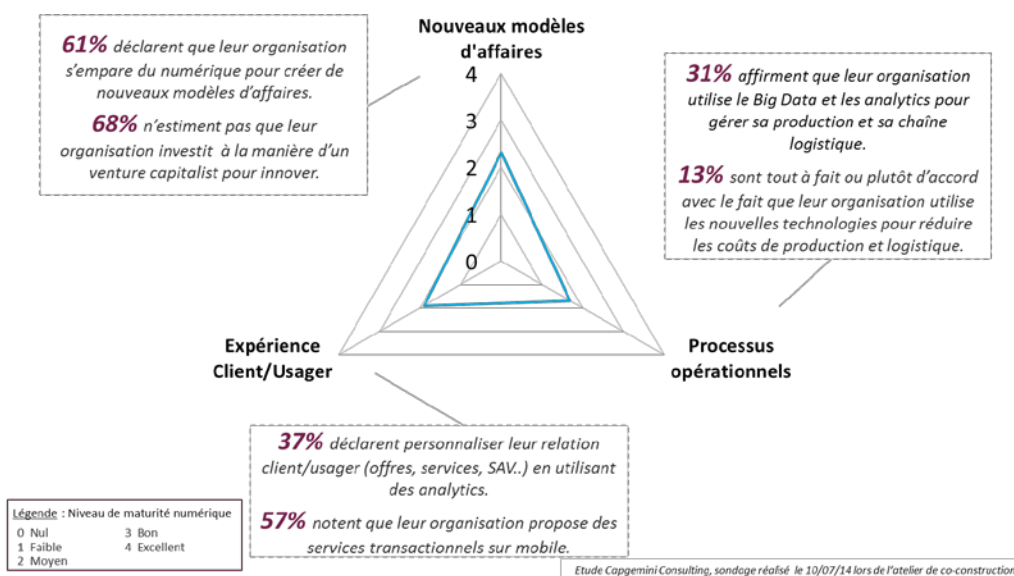 61% déclarent que leur organisation
s'empare du numérique pour créer de
nouveaux modèles d'affaires.
68% n'estiment pas que leur
organisation investit à la manière d'un
venture capitalist pour innover.
Nouveaux modèles
d'affaires
4
3
2
1
0
31% affirment que leur organisation
utilise le Big Data et les analytics pour
gérer sa production et sa chaîne
logistique.
13% sont tout à fait ou plutôt d'accord
avec le fait que leur organisation utilise
les nouvelles technologies pour réduire
les coûts de production et logistique.
Expérience
Client/Usager
Processus
opérationnels
37% déclarent personnaliser leur relation
client/usager (offres, services, SAV..) en utilisant
des analytics.
57% notent que leur organisation propose des
services transactionnels sur mobile.
Légende : Niveau de maturité numérique
0 Nul 3 Bon
1 Faible 4 Excellent
2 Moyen
Etude Capgemini Consulting, sondage réalisé le 10/07/14 lors de l'atelier de co-construction